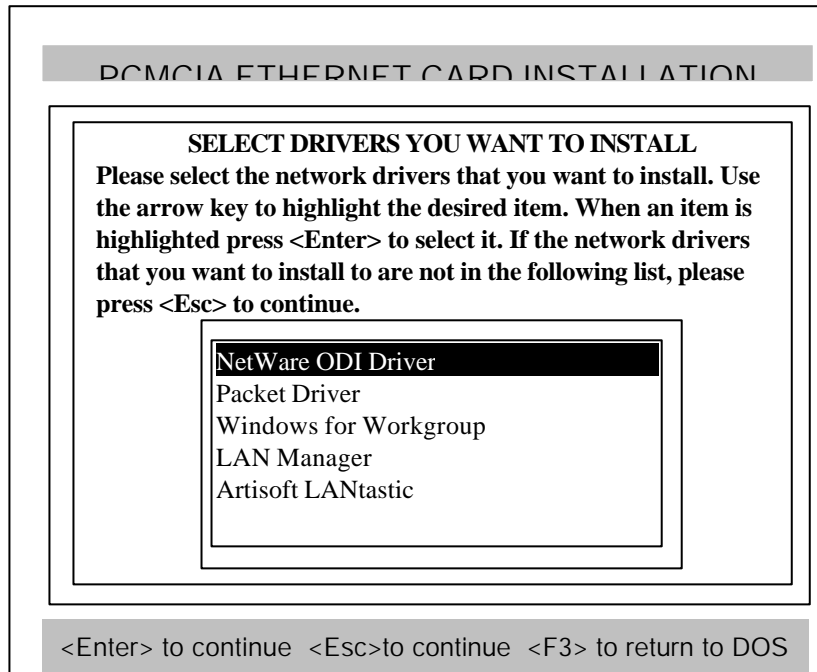 PCMCIA ETHERNET CARD INSTALLATION
SELECT DRIVERS YOU WANT TO INSTALL
Please select the network drivers that you want to install. Use
the arrow key to highlight the desired item. When an item is
highlighted press <Enter> to select it. If the network drivers
that you want to install to are not in the following list, please
press <Esc> to continue.
NetWare ODI Driver
Packet Driver
Windows for Workgroup
LAN Manager
Artisoft LANtastic
<Enter> to continue <Esc>to continue <F3> to return to DOS